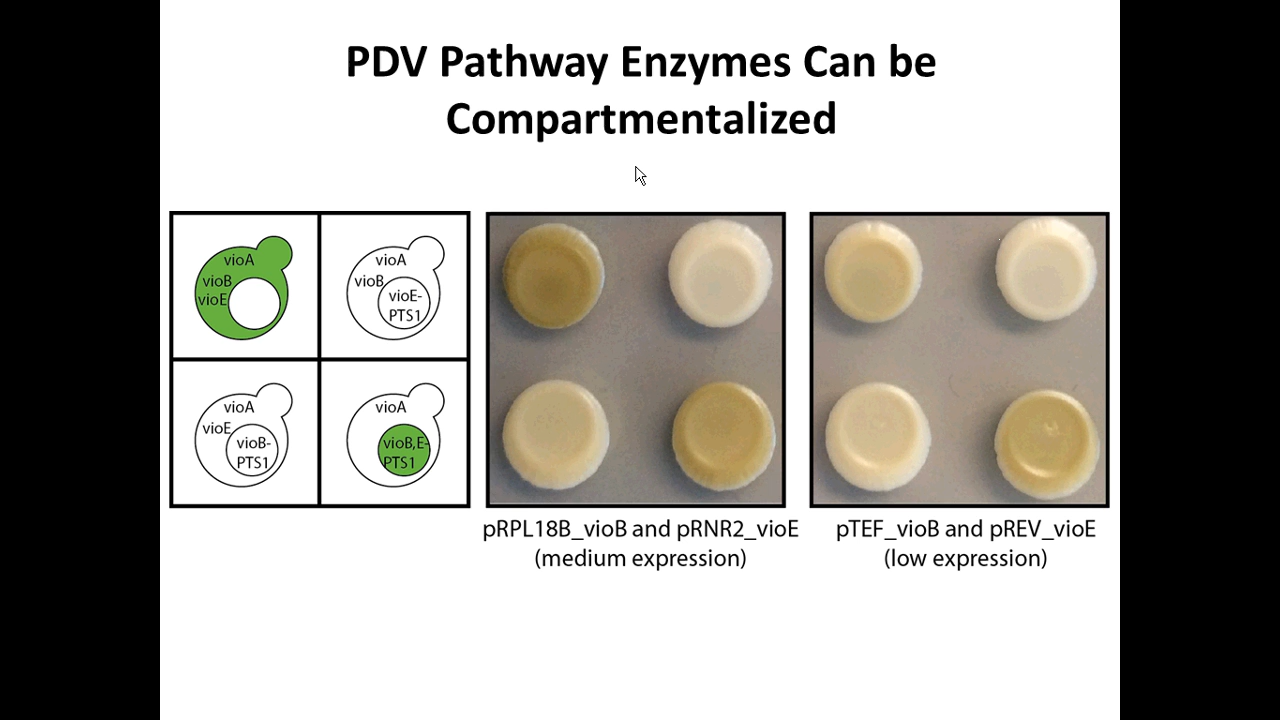 PDV Pathway Enzymes Can be
Compartmentalized
vioA
vioB
vioE
vioA
vioB
vioE-
PTS1
vioA
vioE
vioB-
PTS1
vioA
vioB,E-
PTS1
pRPL18B_vioB and pRNR2_vioE
(medium expression)
pTEF_vioB and pREV_vioE
(low expression)